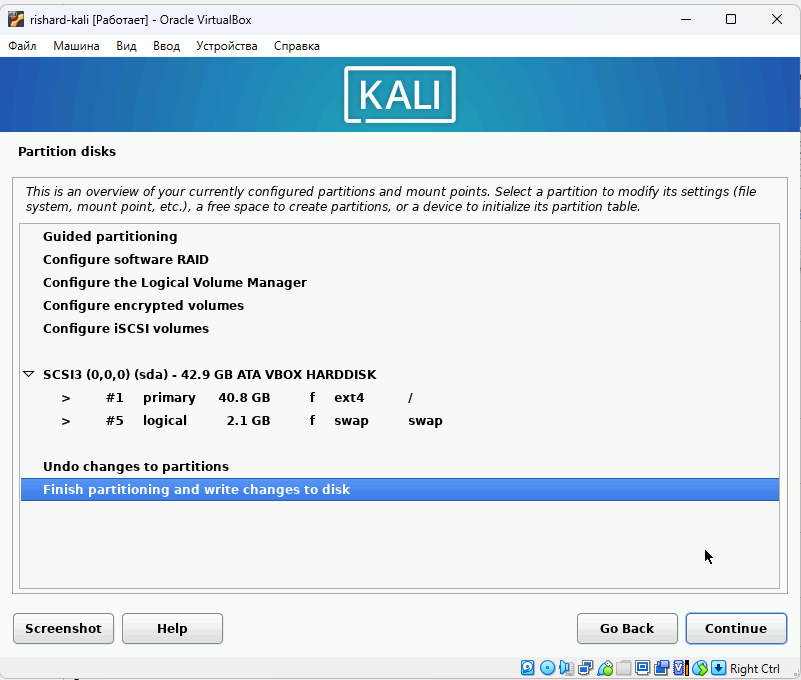 rishard-kali [Работает] - Oracle VirtualBox
Файл Машина Вид Ввод Устройства Справка
KALI
Partition disks
This is an overview of your currently configured partitions and mount points. Select a partition to modify its settings (file
system, mount point, etc.), a free space to create partitions, or a device to initialize its partition table.
Guided partitioning
Configure software RAID
Configure the Logical Volume Manager
Configure encrypted volumes
Configure iSCSI volumes
SCSI3 (0,0,0) (sda) - 42.9 GB ATA VBOX HARDDISK
> #1 primary 40.8 GB f ext4 /
> #5 logical 2.1 GB f swap swap
Undo changes to partitions
Finish partitioning and write changes to disk
Screenshot Help Go Back Continue
Right Ctrl